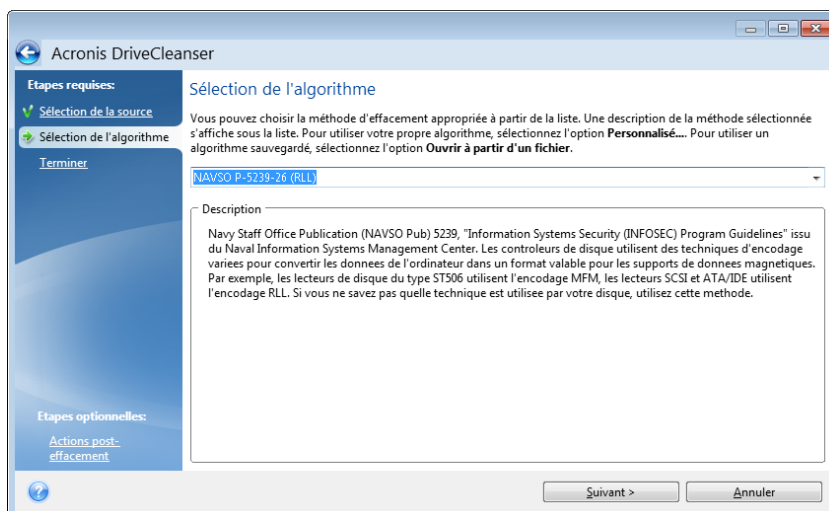 Acronis DriveCleanser
Etapes requises:
Sélection de la source
Sélection de l'algorithme
Terminer
Etapes optionnelles:
Actions post-
effacement
Sélection de l'algorithme
Vous pouvez choisir la méthode d'effacement appropriée à partir de la liste. Une description de la méthode sélectionnée
s'affiche sous la liste. Pour utiliser votre propre algorithme, sélectionnez l'option Personnalisé.... Pour utiliser un
algorithme sauvegardé, sélectionnez l'option Ouvrir à partir d'un fichier.
NAVSO P-5239-26 (RLL)
Description
Navy Staff Office Publication (NAVSO Pub) 5239, "Information Systems Security (INFOSEC) Program Guidelines" issu
du Naval Information Systems Management Center. Les controleurs de disque utilisent des techniques d'encodage
variees pour convertir les donnees de l'ordinateur dans un format valable pour les supports de donnees magnetiques.
Par exemple, les lecteurs de disque du type ST506 utilisent l'encodage MFM, les lecteurs SCSI et ATA/IDE utilisent
l'encodage RLL. Si vous ne savez pas quelle technique est utilisee par votre disque, utilisez cette methode.
Suivant >
Annuler